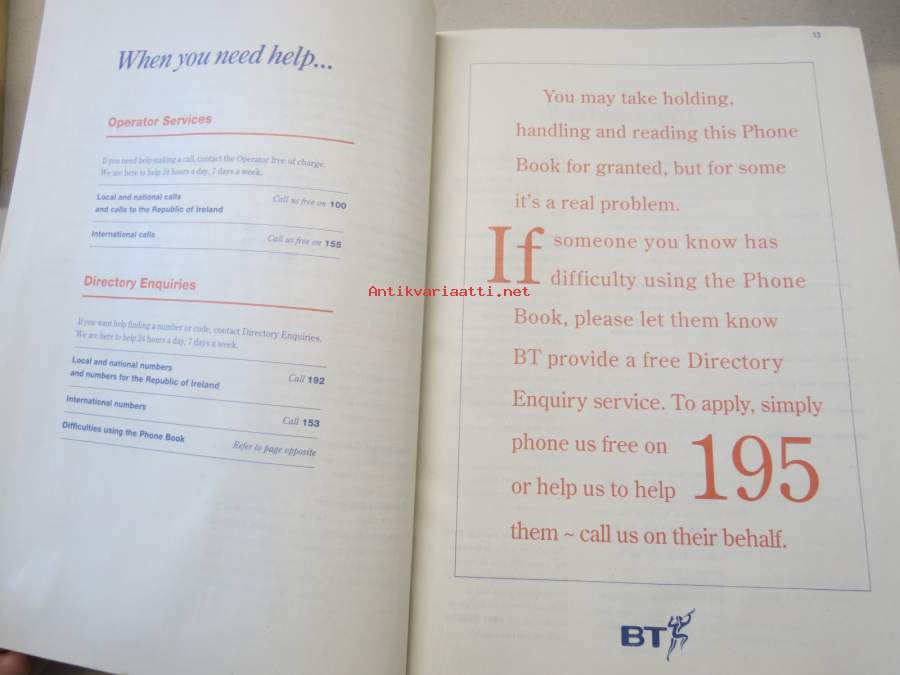 When you need help...
Operator Services
If you need help making a call, contact the Operator free of charge.
We are here to help 24 hours a day, 7 days a week.
Local and national calls
and calls to the Republic of Ireland Call us free on 100
International calls Call us free on 155
Directory Enquiries
If you want help finding a number or code, contact Directory Enquiries.
We are here to help 24 hours a day, 7 days a week.
Local and national numbers
and numbers for the Republic of Ireland Call 192
International numbers Call 153
Difficulties using the Phone Book Refer to page opposite
13
You may take holding,
handling and reading this Phone
Book for granted, but for some
it's a real problem.
If someone you know has
difficulty using the Phone
Book, please let them know
BT provide a free Directory
Enquiry service. To apply, simply
phone us free on 195
or help us to help
them ~ call us on their behalf.
BT
Antikvariaatti.net